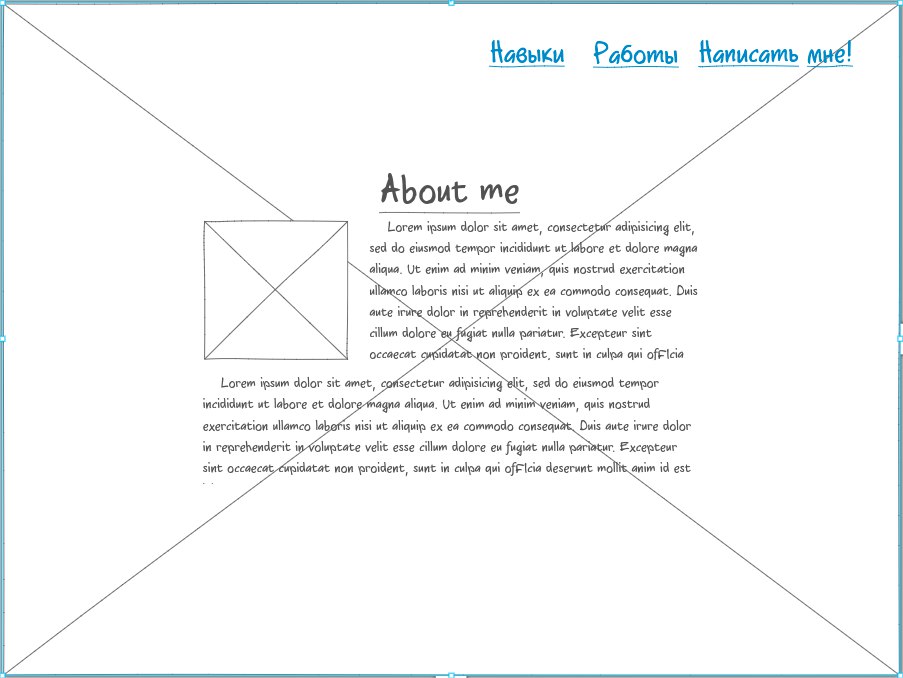 Навыки Работы Написать мне!
About me
Lorem ipsum dolor sit amet, consectetur adipisicing elit,
sed do eiusmod tempor incididunt ut labore et dolore magna
aliqua. Ut enim ad minim veniam, quis nostrud exercitation
ullamco laboris nisi ut aliquip ex ea commodo consequat. Duis
aute irure dolor in reprehenderit in voluptate velit esse
cillum dolore eu fugiat nulla pariatur. Excepteur sint
occaecat cupidatat non proident, sunt in culpa qui officia
Lorem ipsum dolor sit amet, consectetur adipisicing elit, sed do eiusmod tempor
incididunt ut labore et dolore magna aliqua. Ut enim ad minim veniam, quis nostrud
exercitation ullamco laboris nisi ut aliquip ex ea commodo consequat. Duis aute irure dolor
in reprehenderit in voluptate velit esse cillum dolore eu fugiat nulla pariatur. Excepteur
sint occaecat cupidatat non proident, sunt in culpa qui officia deserunt mollit anim id est